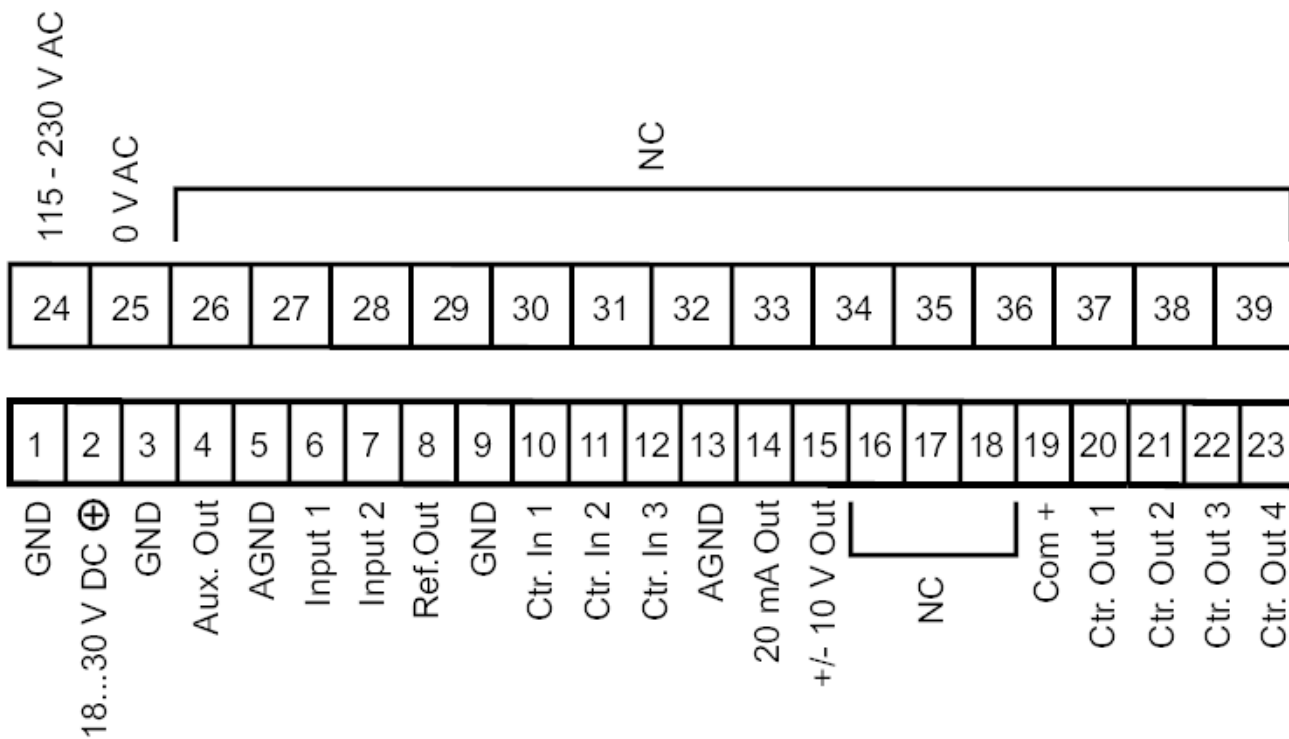 115 - 230 V AC
0 V AC
NC
24 25 26 27 28 29 30 31 32 33 34 35 36 37 38 39
1 2 3 4 5 6 7 8 9 10 11 12 13 14 15 16 17 18 19 20 21 22 23
GND
18...30 V DC ⊕
GND
Aux. Out
AGND
Input 1
Input 2
Ref.Out
GND
Ctr. In 1
Ctr. In 2
Ctr. In 3
AGND
20 mA Out
+/- 10 V Out
NC
Com +
Ctr. Out 1
Ctr. Out 2
Ctr. Out 3
Ctr. Out 4